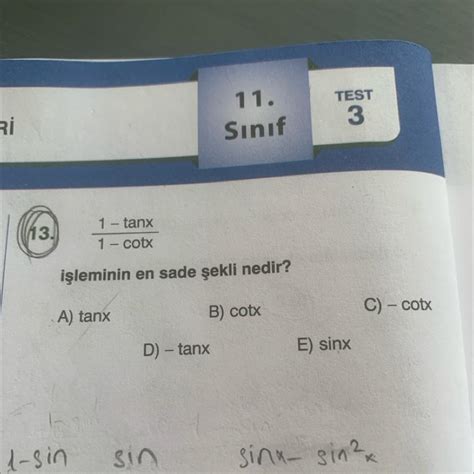 Rİ
11.
Sınıf
TEST
3
13.
1 – tanx
1 – cotx
işleminin en sade şekli nedir?
A) tanx B) cotx C) – cotx
D) – tanx E) sinx
1-sin sin sinx- sin²x